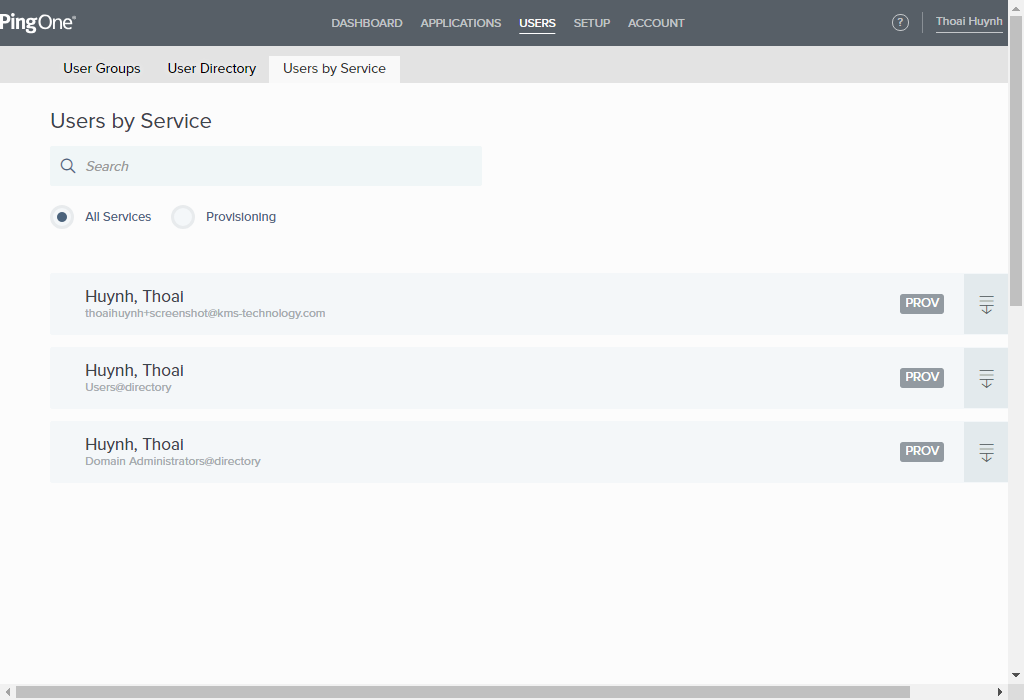 PingOne®
DASHBOARD APPLICATIONS USERS SETUP ACCOUNT ? Thoai Huynh
User Groups User Directory Users by Service
Users by Service
Search
All Services Provisioning
Huynh, Thoai
thoaihuynh+screenshot@kms-technology.com
PROV
Huynh, Thoai
Users@directory
PROV
Huynh, Thoai
Domain Administrators@directory
PROV